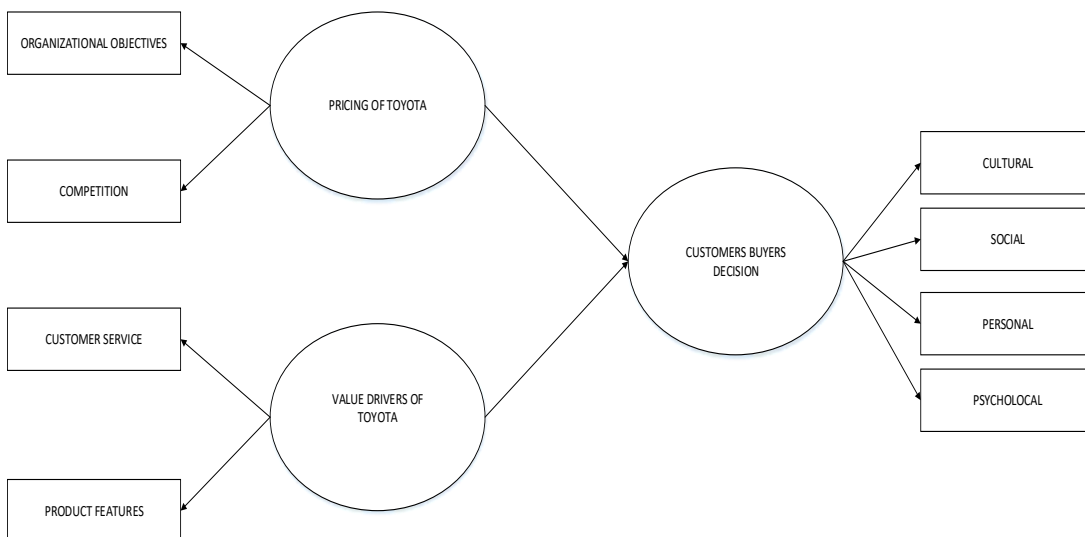 ORGANIZATIONAL OBJECTIVES
PRICING OF TOYOTA
COMPETITION
CUSTOMER SERVICE
VALUE DRIVERS OF
TOYOTA
PRODUCT FEATURES
CUSTOMERS BUYERS
DECISION
CULTURAL
SOCIAL
PERSONAL
PSYCHOLOCAL